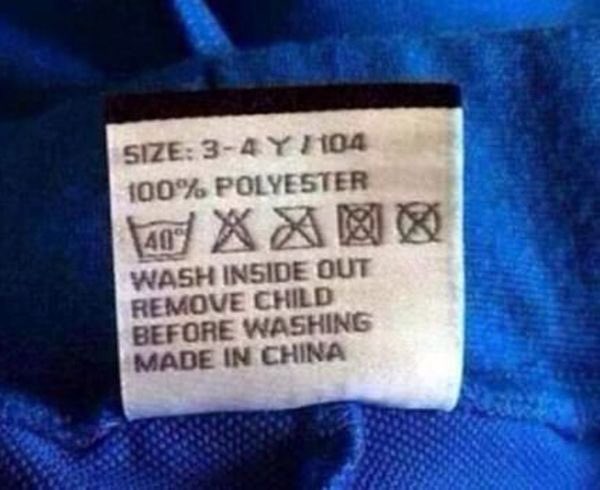 SIZE: 3-4 Y / 104
100% POLYESTER
40°
WASH INSIDE OUT
REMOVE CHILD
BEFORE WASHING
MADE IN CHINA